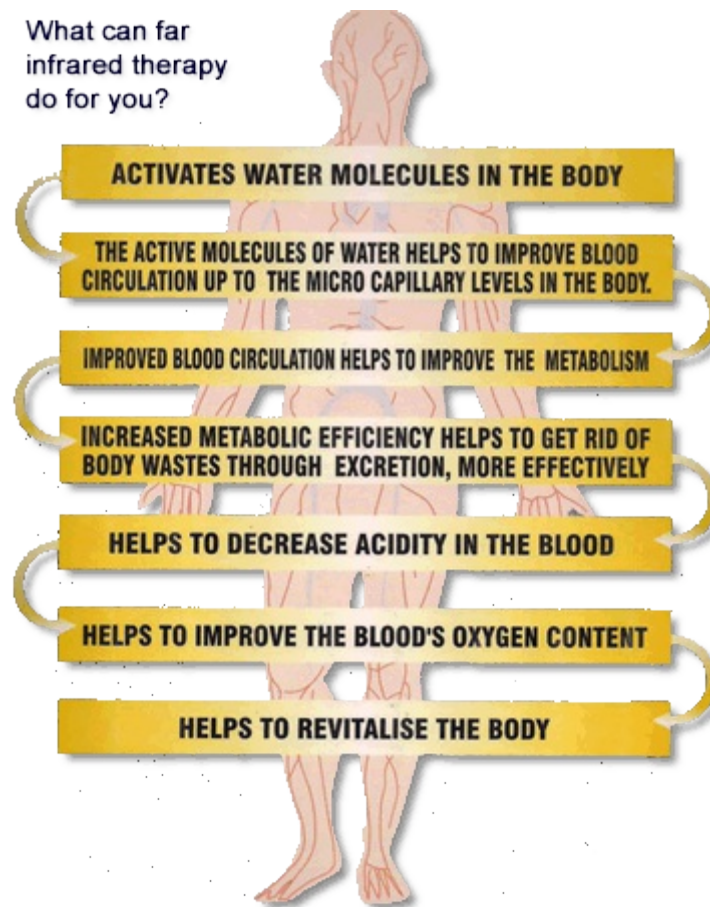 What can far
infrared therapy
do for you?
ACTIVATES WATER MOLECULES IN THE BODY
THE ACTIVE MOLECULES OF WATER HELPS TO IMPROVE BLOOD
CIRCULATION UP TO THE MICRO CAPILLARY LEVELS IN THE BODY.
IMPROVED BLOOD CIRCULATION HELPS TO IMPROVE THE METABOLISM
INCREASED METABOLIC EFFICIENCY HELPS TO GET RID OF
BODY WASTES THROUGH EXCRETION, MORE EFFECTIVELY
HELPS TO DECREASE ACIDITY IN THE BLOOD
HELPS TO IMPROVE THE BLOOD'S OXYGEN CONTENT
HELPS TO REVITALISE THE BODY